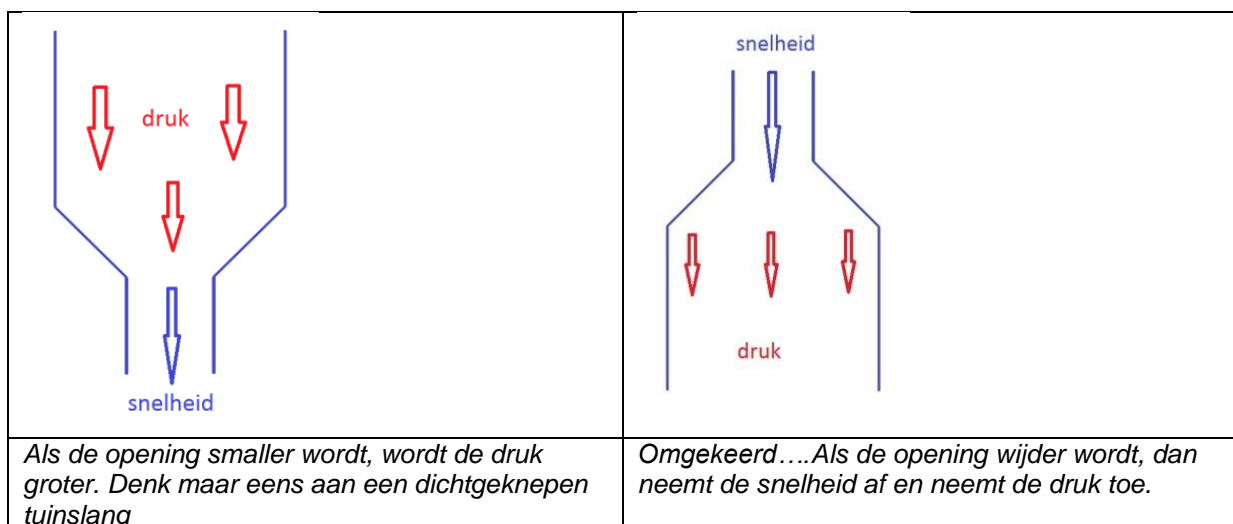 druk
snelheid
snelheid
druk
Als de opening smaller wordt, wordt de druk
groter. Denk maar eens aan een dichtgeknepen
tuinslang
Omgekeerd….Als de opening wijder wordt, dan
neemt de snelheid af en neemt de druk toe.